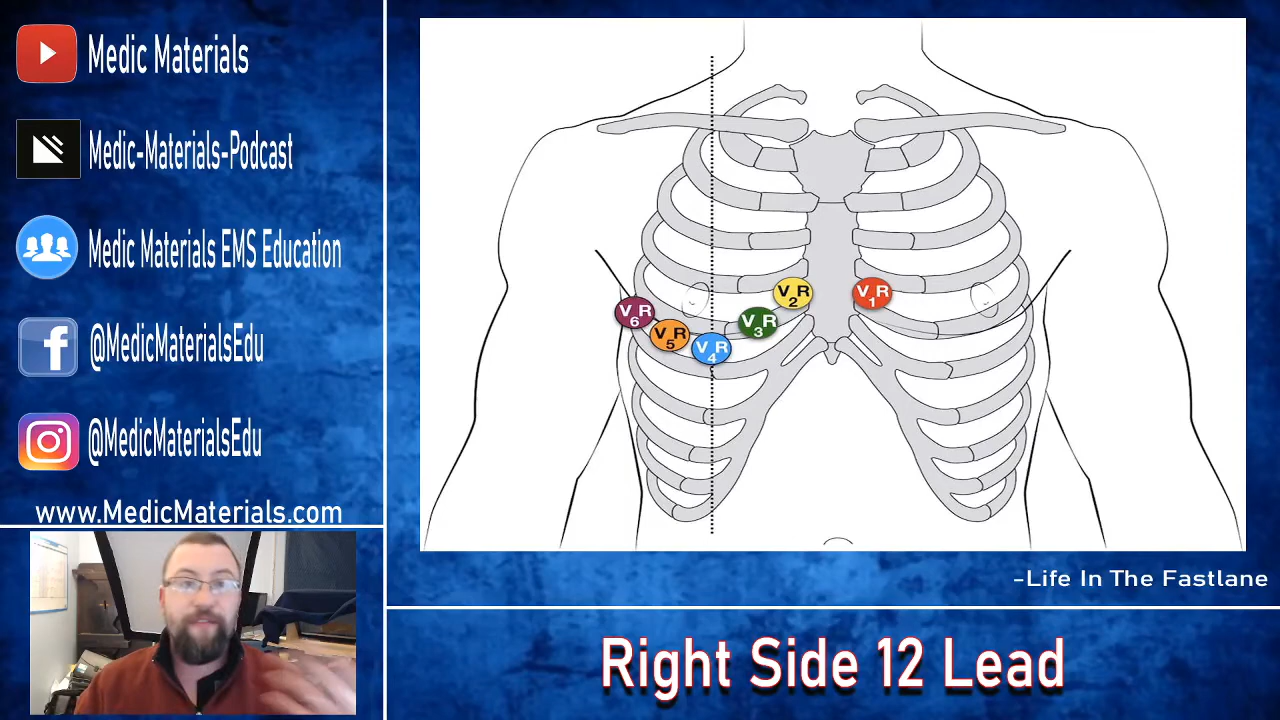 Medic Materials
Medic-Materials-Podcast
Medic Materials EMS Education
@MedicMaterialsEdu
@MedicMaterialsEdu
www.MedicMaterials.com
V2R
V1R
V6R
V5R
V4R
V3R
-Life In The Fastlane
Right Side 12 Lead